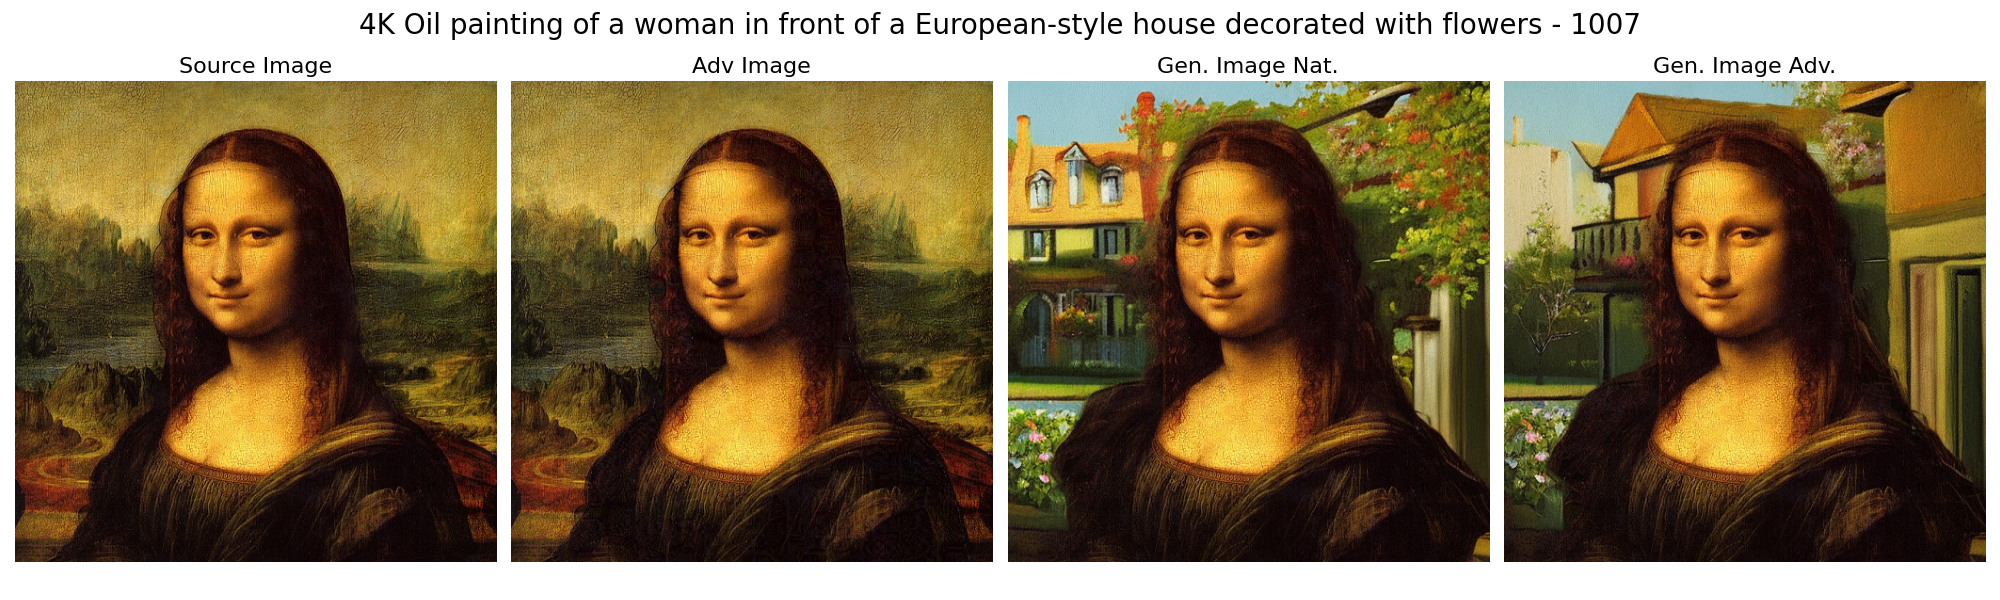 4K Oil painting of a woman in front of a European-style house decorated with flowers - 1007
Source Image
Adv Image
Gen. Image Nat.
Gen. Image Adv.